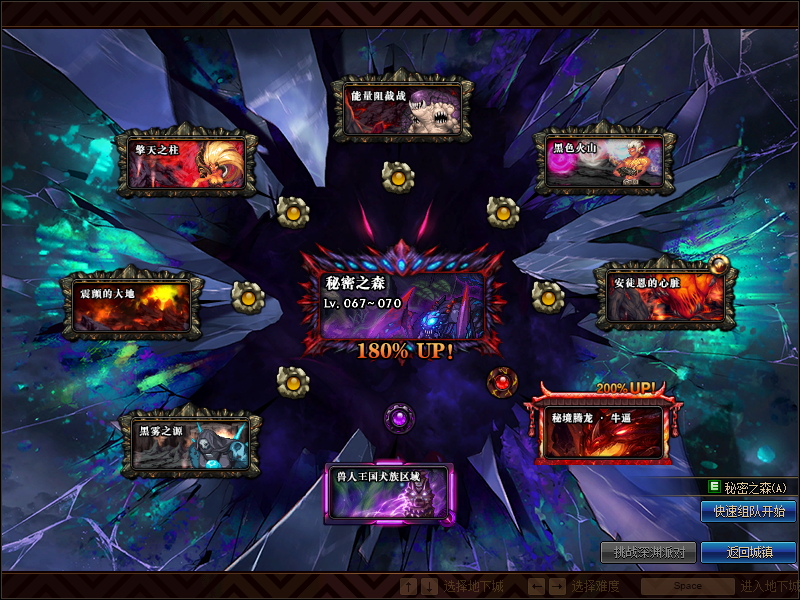 能量阻截战
擎天之柱
黑色火山
秘密之森
Lv. 067~070
180% UP!
震颤的大地
安徒恩的心脏
200% UP!
秘境腾龙 · 牛逼
黑雾之源
兽人王国犬族区域
E 秘密之森(A)
快速组队开始
挑战深渊派对
返回城镇
↑ ↓ 选择地下城 ← → 选择难度 Space 进入地下城